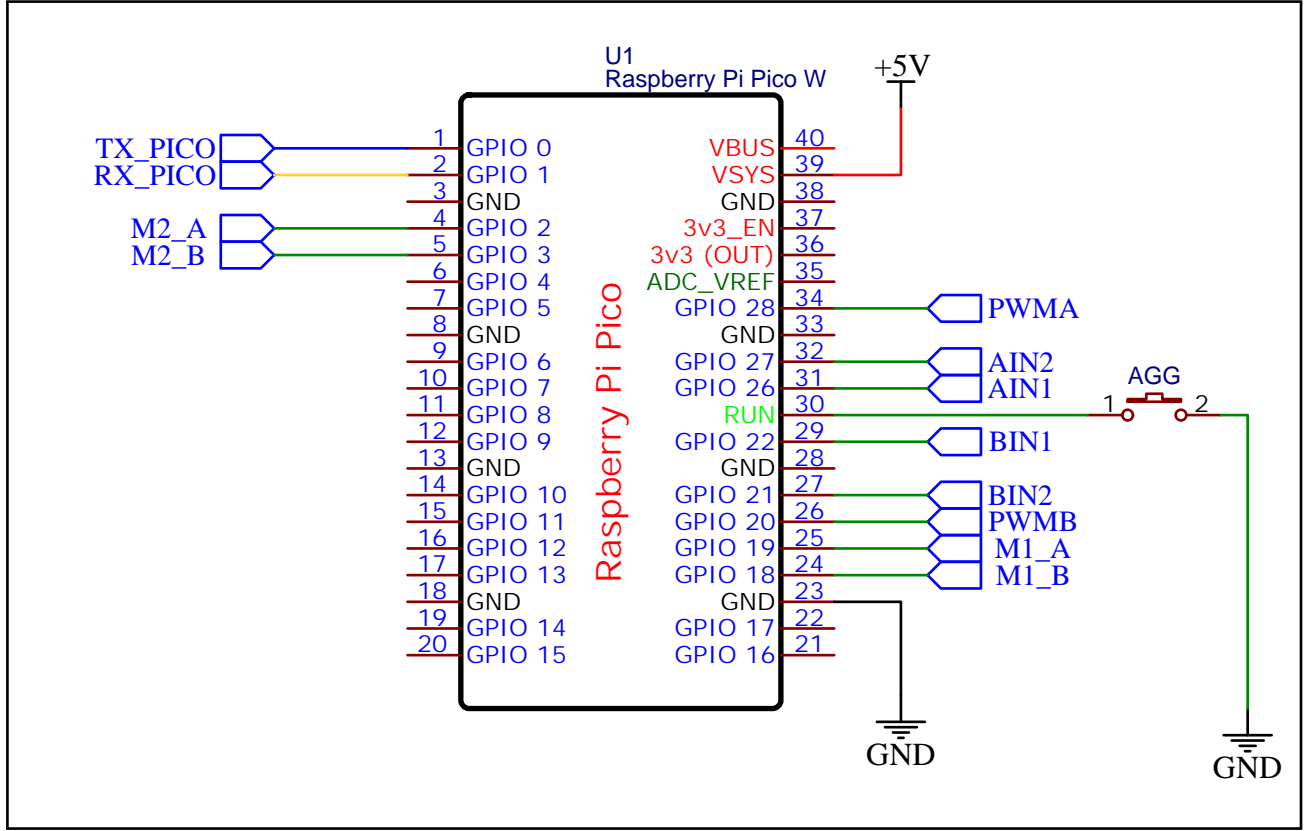 U1
Raspberry Pi Pico W
+5V
TX_PICO 1 GPIO 0 VBUS 40
RX_PICO 2 GPIO 1 VSYS 39
3 GND GND 38
M2_A 4 GPIO 2 3v3_EN 37
M2_B 5 GPIO 3 3v3 (OUT) 36
6 GPIO 4 ADC_VREF 35
7 GPIO 5 GPIO 28 34 PWMA
8 GND GND 33
9 GPIO 6 GPIO 27 32 AIN2
10 GPIO 7 GPIO 26 31 AIN1
AGG
11 GPIO 8 RUN 30 1 2
12 GPIO 9 GPIO 22 29 BIN1
13 GND GND 28
14 GPIO 10 GPIO 21 27 BIN2
15 GPIO 11 GPIO 20 26 PWMB
16 GPIO 12 GPIO 19 25 M1_A
17 GPIO 13 GPIO 18 24 M1_B
18 GND GND 23
19 GPIO 14 GPIO 17 22
20 GPIO 15 GPIO 16 21
Raspberry Pi Pico
GND
GND